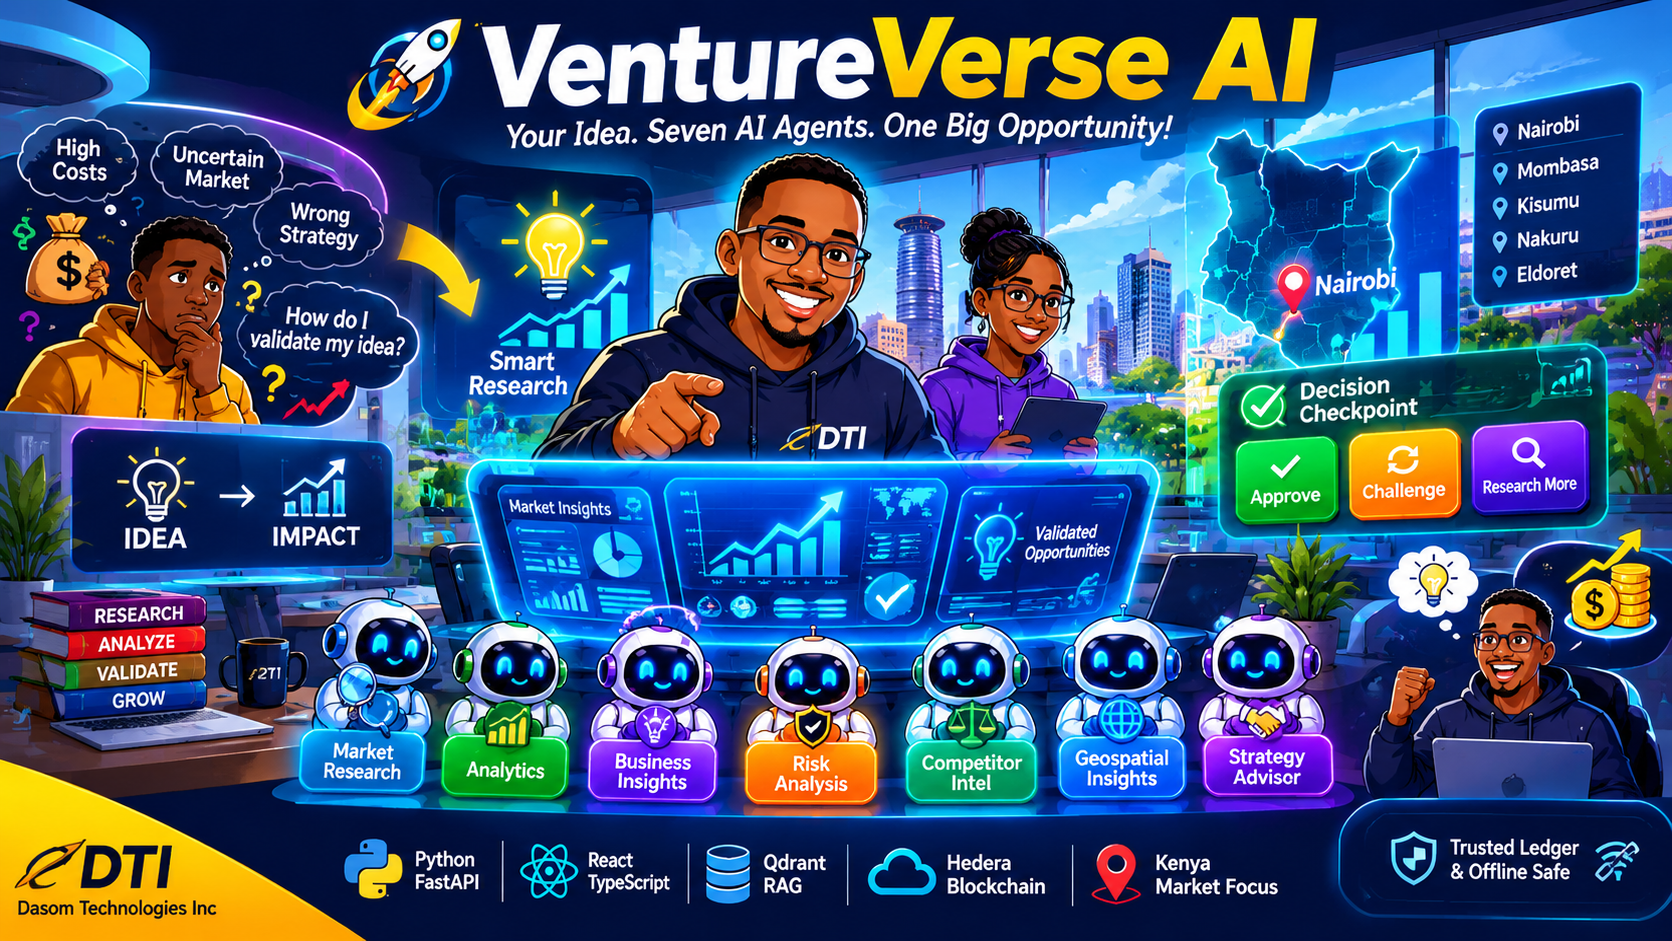 VentureVerse AI
Your Idea. Seven AI Agents. One Big Opportunity!
High
Costs
Uncertain
Market
Wrong
Strategy
How do I
validate my idea?
$
Smart
Research
IDEA
IMPACT
DTI
Nairobi
Nairobi
Mombasa
Kisumu
Nakuru
Eldoret
Decision
Checkpoint
Approve
Challenge
Research More
Market Insights
Validated
Opportunities
$
RESEARCH
ANALYZE
VALIDATE
GROW
Market
Research
Analytics
Business
Insights
Risk
Analysis
Competitor
Intel
Geospatial
Insights
Strategy
Advisor
DTI
Dasom Technologies Inc
Python
FastAPI
React
TypeScript
Qdrant
RAG
Hedera
Blockchain
Kenya
Market Focus
Trusted Ledger
& Offline Safe